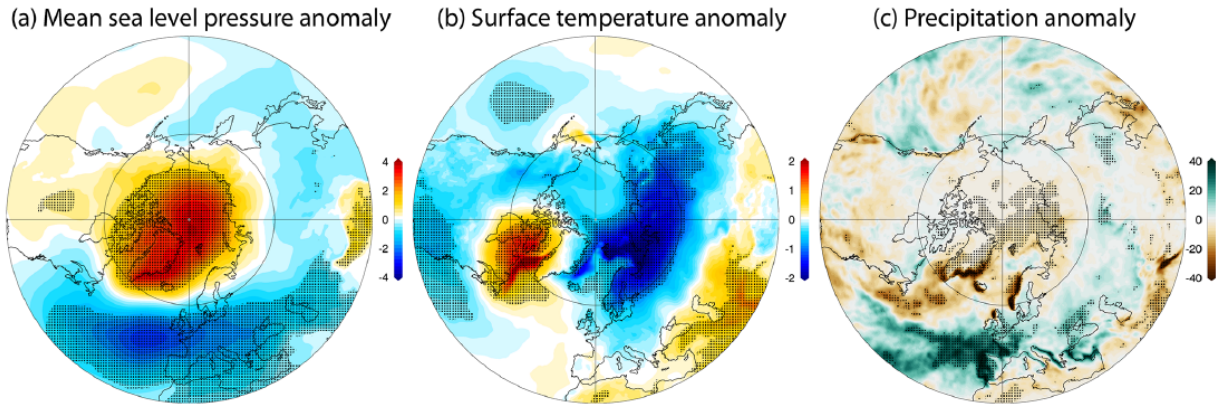 (a) Mean sea level pressure anomaly (b) Surface temperature anomaly (c) Precipitation anomaly
4 2 40
2 1 20
0 0 0
-2 -1 -20
-4 -2 -40